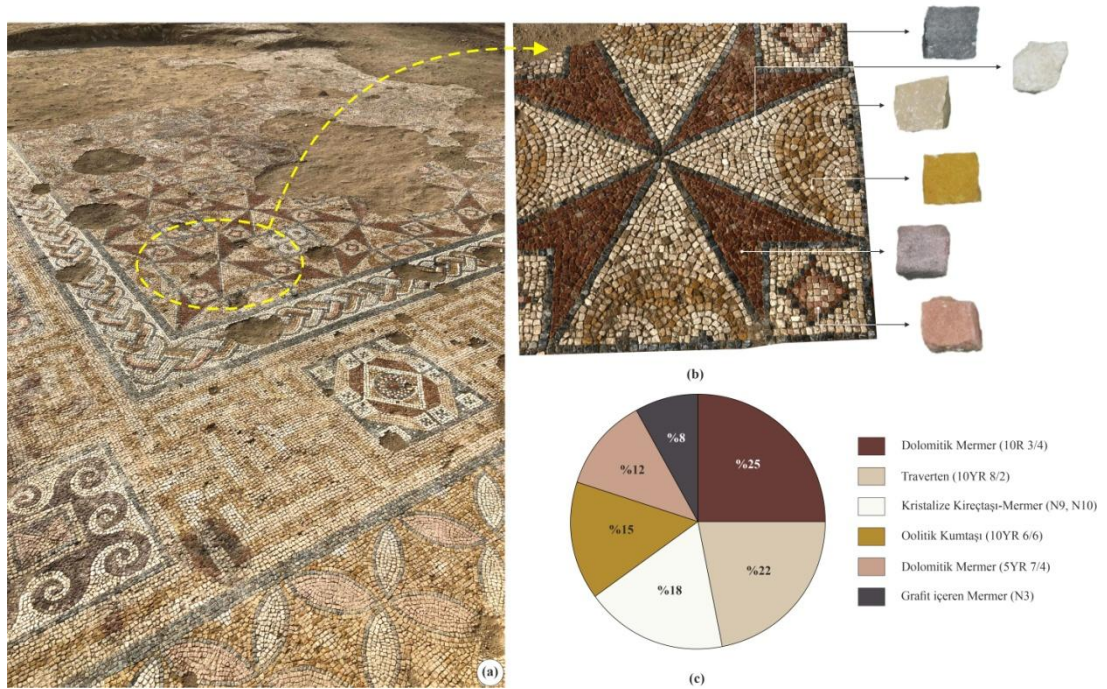 (a)
(b)
%25
%22
%18
%15
%12
%8
Dolomitik Mermer (10R 3/4)
Traverten (10YR 8/2)
Kristalize Kireçtaşı-Mermer (N9, N10)
Oolitik Kumtaşı (10YR 6/6)
Dolomitik Mermer (5YR 7/4)
Grafit içeren Mermer (N3)
(c)